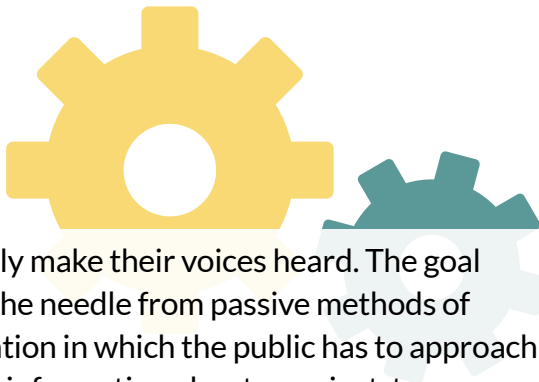 ly make their voices heard. The goal
he needle from passive methods of
ation in which the public has to approach